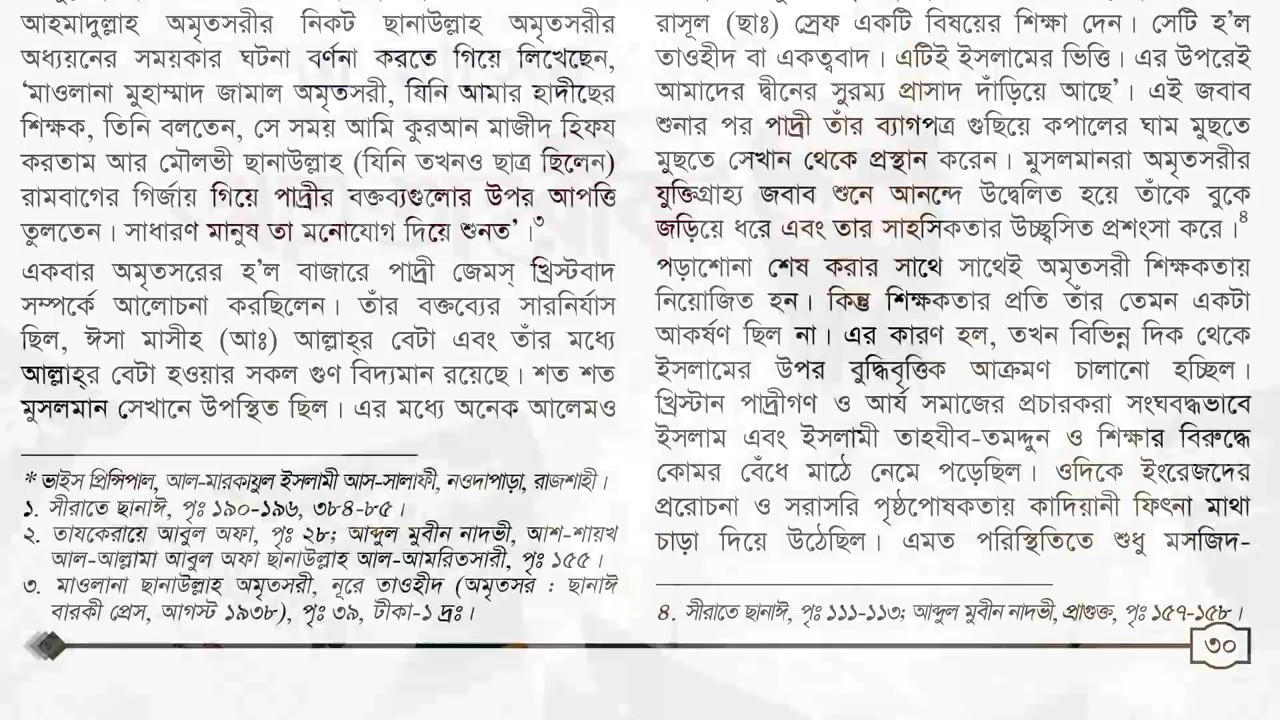 আহমাদুল্লাহ অমৃতসরীর নিকট ছানাউল্লাহ অমৃতসরীর
অধ্যয়নের সময়কার ঘটনা বর্ণনা করতে গিয়ে লিখেছেন,
‘মাওলানা মুহাম্মাদ জামাল অমৃতসরী, যিনি আমার হাদীছের
শিক্ষক, তিনি বলতেন, সে সময় আমি কুরআন মাজীদ হিফয
করতাম আর মৌলভী ছানাউল্লাহ (যিনি তখনও ছাত্র ছিলেন)
রামবাগের গির্জায় গিয়ে পাদ্রীর বক্তব্যগুলোর উপর আপত্তি
তুলতেন। সাধারণ মানুষ তা মনোযোগ দিয়ে শুনত’।৩
একবার অমৃতসরের হ’ল বাজারে পাদ্রী জেমস্ খ্রিস্টবাদ
সম্পর্কে আলোচনা করছিলেন। তাঁর বক্তব্যের সারনির্যাস
ছিল, ঈসা মাসীহ (আঃ) আল্লাহ্‌র বেটা এবং তাঁর মধ্যে
আল্লাহ্‌র বেটা হওয়ার সকল গুণ বিদ্যমান রয়েছে। শত শত
মুসলমান সেখানে উপস্থিত ছিল। এর মধ্যে অনেক আলেমও
* ভাইস প্রিন্সিপাল, আল-মারকাযুল ইসলামী আস-সালাফী, নওদাপাড়া, রাজশাহী।
১. সীরাতে ছানাঈ, পৃঃ ১৯০-১৯৬, ৩৮৪-৮৫।
২. তাযকেরায়ে আবুল অফা, পৃঃ ২৮; আব্দুল মুবীন নাদভী, আশ-শায়খ
আল-আল্লামা আবুল অফা ছানাউল্লাহ আল-আমরিতসারী, পৃঃ ১৫৫।
৩. মাওলানা ছানাউল্লাহ অমৃতসরী, নূরে তাওহীদ (অমৃতসর : ছানাঈ
বারকী প্রেস, আগস্ট ১৯৩৮), পৃঃ ৩৯, টীকা-১ দ্রঃ।
রাসূল (ছাঃ) স্রেফ একটি বিষয়ের শিক্ষা দেন। সেটি হ’ল
তাওহীদ বা একত্ববাদ। এটিই ইসলামের ভিত্তি। এর উপরেই
আমাদের দ্বীনের সুরম্য প্রাসাদ দাঁড়িয়ে আছে’। এই জবাব
শুনার পর পাদ্রী তাঁর ব্যাগপত্র গুছিয়ে কপালের ঘাম মুছতে
মুছতে সেখান থেকে প্রস্থান করেন। মুসলমানরা অমৃতসরীর
যুক্তিগ্রাহ্য জবাব শুনে আনন্দে উদ্বেলিত হয়ে তাঁকে বুকে
জড়িয়ে ধরে এবং তার সাহসিকতার উচ্ছ্বসিত প্রশংসা করে।৪
পড়াশোনা শেষ করার সাথে সাথেই অমৃতসরী শিক্ষকতায়
নিয়োজিত হন। কিন্তু শিক্ষকতার প্রতি তাঁর তেমন একটা
আকর্ষণ ছিল না। এর কারণ হল, তখন বিভিন্ন দিক থেকে
ইসলামের উপর বুদ্ধিবৃত্তিক আক্রমণ চালানো হচ্ছিল।
খ্রিস্টান পাদ্রীগণ ও আর্য সমাজের প্রচারকরা সংঘবদ্ধভাবে
ইসলাম এবং ইসলামী তাহযীব-তমদ্দুন ও শিক্ষার বিরুদ্ধে
কোমর বেঁধে মাঠে নেমে পড়েছিল। ওদিকে ইংরেজদের
প্ররোচনা ও সরাসরি পৃষ্ঠপোষকতায় কাদিয়ানী ফিৎনা মাথা
চাড়া দিয়ে উঠেছিল। এমত পরিস্থিতিতে শুধু মসজিদ-
৪. সীরাতে ছানাঈ, পৃঃ ১১১-১১৩; আব্দুল মুবীন নাদভী, প্রাগুক্ত, পৃঃ ১৫৭-১৫৮।
৩০